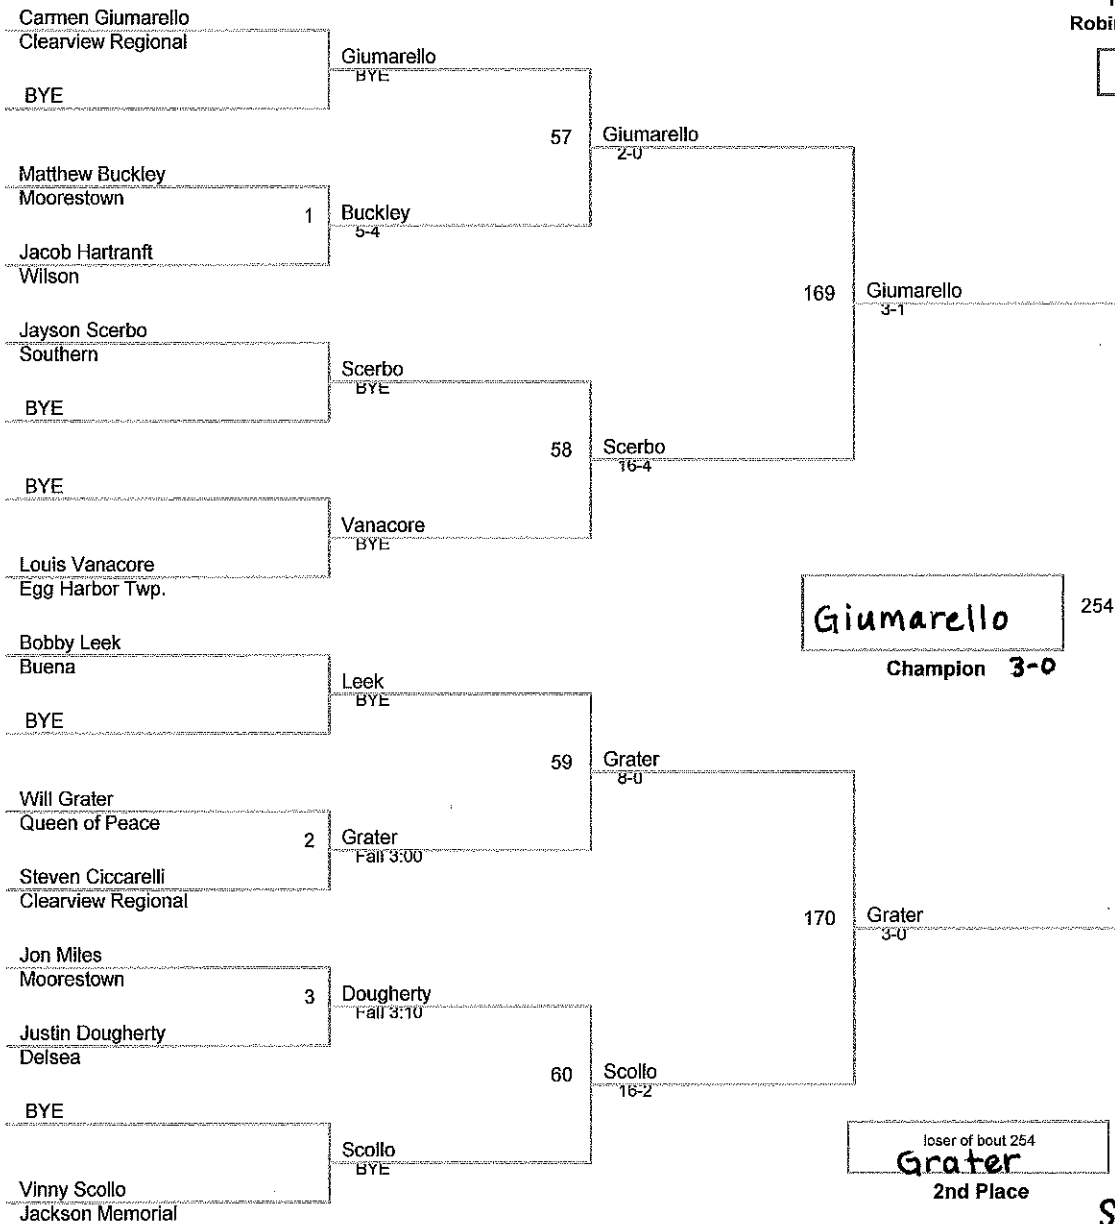 Robin
Carmen Giumarello
Clearview Regional
Giumarello
BYE
BYE
57
Giumarello
2-0
Matthew Buckley
Moorestown
1
Buckley
5-4
Jacob Hartranft
Wilson
169
Giumarello
3-1
Jayson Scerbo
Southern
Scerbo
BYE
BYE
58
Scerbo
16-4
BYE
Vanacore
BYE
Louis Vanacore
Egg Harbor Twp.
Giumarello
254
Champion 3-0
Bobby Leek
Buena
Leek
BYE
BYE
59
Grater
8-0
Will Grater
Queen of Peace
2
Grater
Fall 3:00
Steven Ciccarelli
Clearview Regional
170
Grater
3-0
Jon Miles
Moorestown
3
Dougherty
Fall 3:10
Justin Dougherty
Delsea
60
Scollo
16-2
BYE
Scollo
BYE
loser of bout 254
Grater
2nd Place
Vinny Scollo
Jackson Memorial